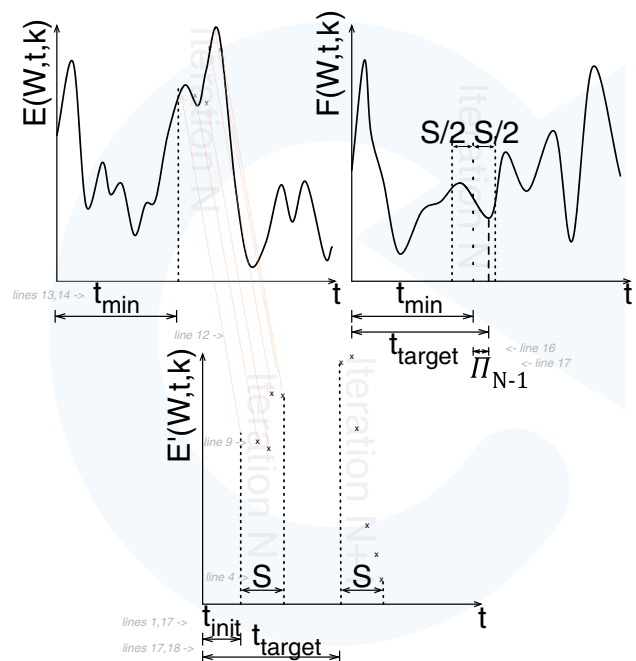 E(W,t,k)
F(W,t,k)
Iteration N
Iteration N
S/2 S/2
t
t
lines 13,14 ->
t_min
t_min
line 12 ->
t_target
<- line 16
<- line 17
Π_N-1
E'(W,t,k)
Iteration N
Iteration N+
line 9 ->
line 4->
S
S
t
lines 1,17 ->
t_init
t_target
lines 17,18 ->